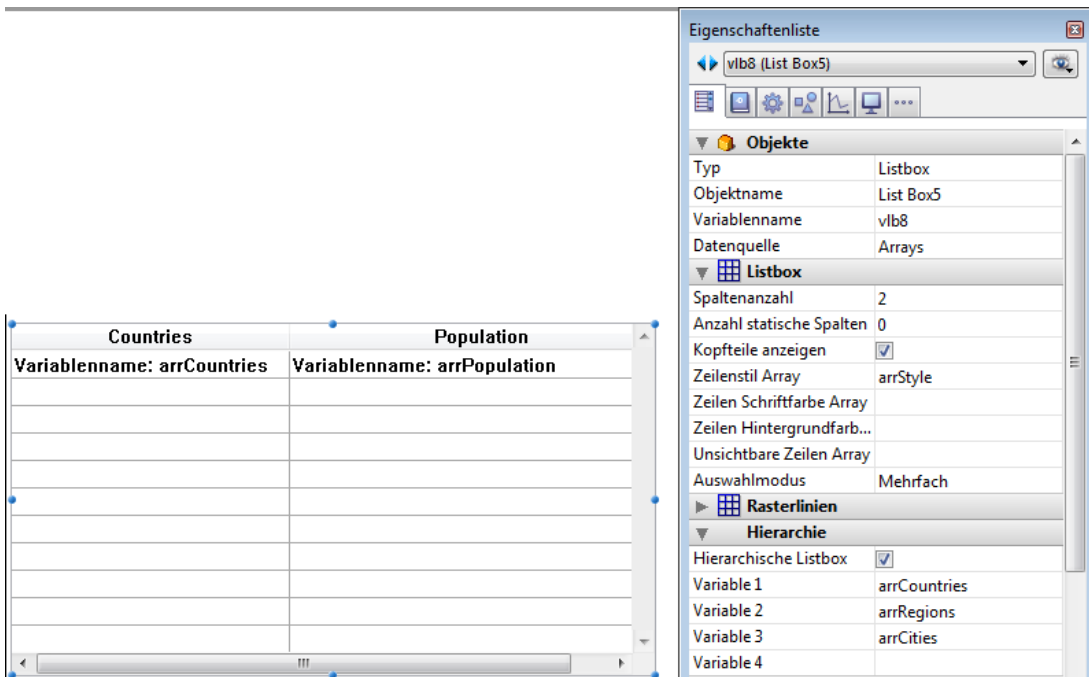 Eigenschaftenliste
vlb8 (List Box5)
Objekte
Typ Listbox
Objektname List Box5
Variablenname vlb8
Datenquelle Arrays
Listbox
Spaltenanzahl 2
Anzahl statische Spalten 0
Kopfteile anzeigen
Zeilenstil Array arrStyle
Zeilen Schriftfarbe Array
Zeilen Hintergrundfarb...
Unsichtbare Zeilen Array
Auswahlmodus Mehrfach
Rasterlinien
Hierarchie
Hierarchische Listbox
Variable 1 arrCountries
Variable 2 arrRegions
Variable 3 arrCities
Variable 4
Countries Population
Variablenname: arrCountries Variablenname: arrPopulation